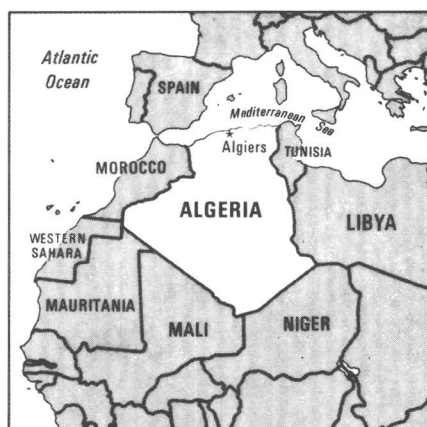 Atlantic
Ocean
SPAIN
Mediterranean
Sea
Algiers
TUNISIA
MOROCCO
ALGERIA
LIBYA
WESTERN
SAHARA
MAURITANIA
MALI
NIGER